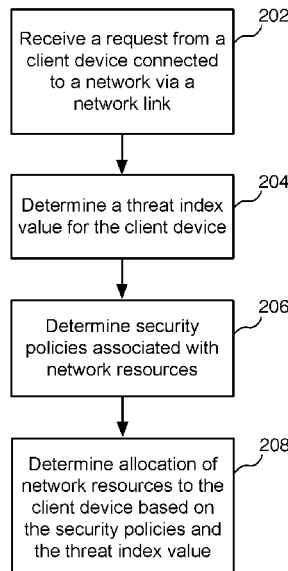 202
Receive a request from a
client device connected
to a network via a
network link
204
Determine a threat index
value for the client device
206
Determine security
policies associated with
network resources
208
Determine allocation of
network resources to the
client device based on
the security policies and
the threat index value